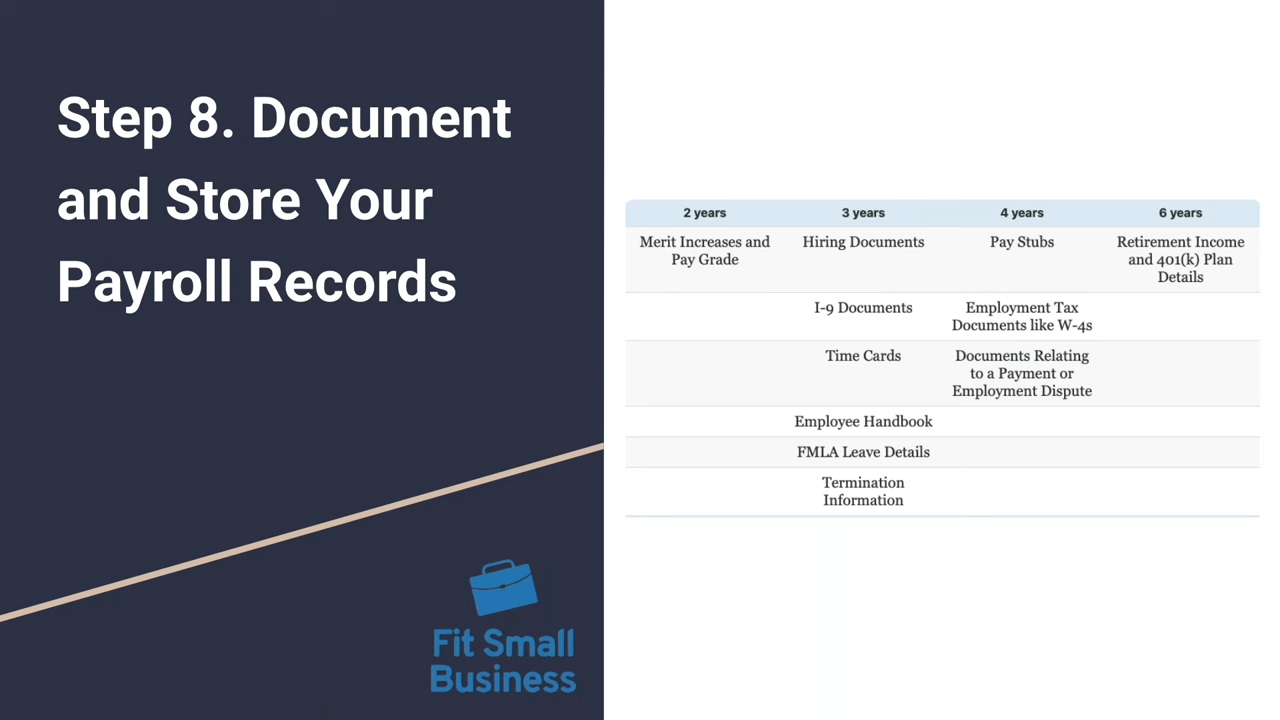 Step 8. Document
and Store Your
Payroll Records
2 years 3 years 4 years 6 years
Merit Increases and
Pay Grade
Hiring Documents
Pay Stubs
Retirement Income
and 401(k) Plan
Details
I-9 Documents
Employment Tax
Documents like W-4s
Time Cards
Documents Relating
to a Payment or
Employment Dispute
Employee Handbook
FMLA Leave Details
Termination
Information
Fit Small
Business